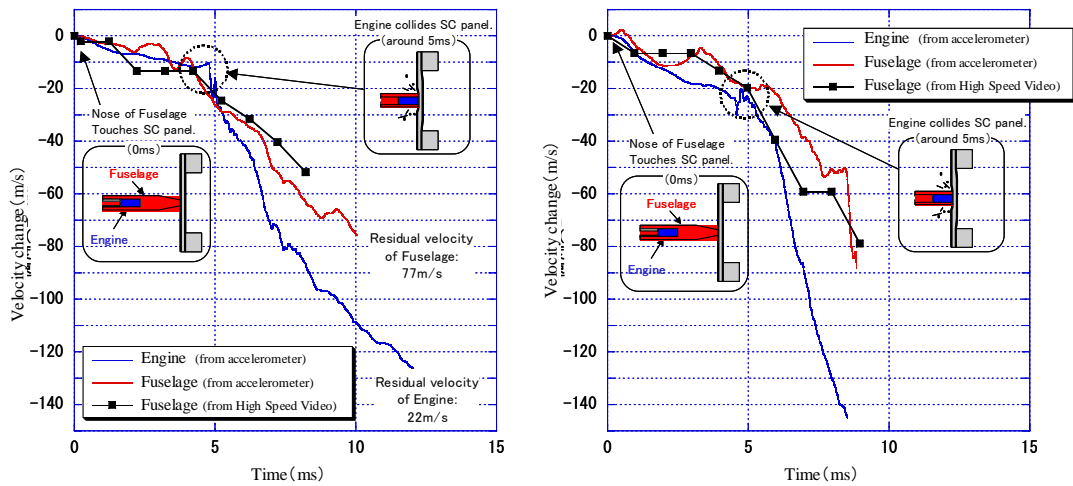 Engine collides SC panel.
(around 5ms)
Nose of Fuselage
Touches SC panel.
(0ms)
Fuselage
Engine
Residual velocity
of Fuselage:
77m/s
Residual velocity
of Engine:
22m/s
Engine (from accelerometer)
Fuselage (from accelerometer)
Fuselage (from High Speed Video)
Velocity change(m/s)
0
-20
-40
-60
-80
-100
-120
-140
0
5
10
15
Time(ms)
Engine (from accelerometer)
Fuselage (from accelerometer)
Fuselage (from High Speed Video)
Engine collides SC panel.
(around 5ms)
Nose of Fuselage
Touches SC panel.
(0ms)
Fuselage
Engine
Velocity change(m/s)
0
-20
-40
-60
-80
-100
-120
-140
0
5
10
15
Time(ms)